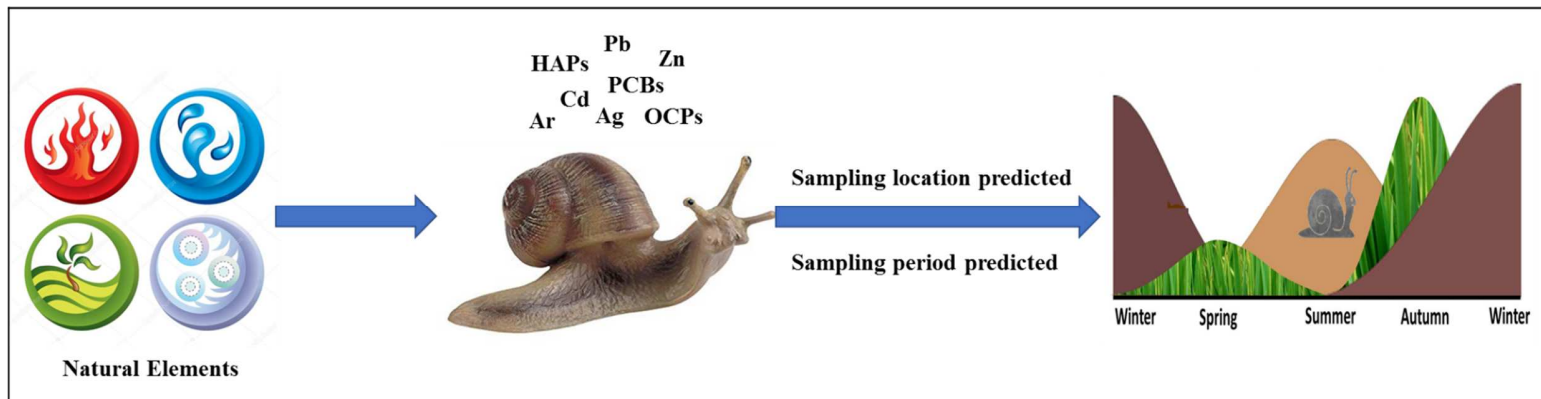 Natural Elements
Pb
HAPs
Zn
PCBs
Cd
Ar
Ag
OCPs
Sampling location predicted
Sampling period predicted
Winter Spring Summer Autumn Winter